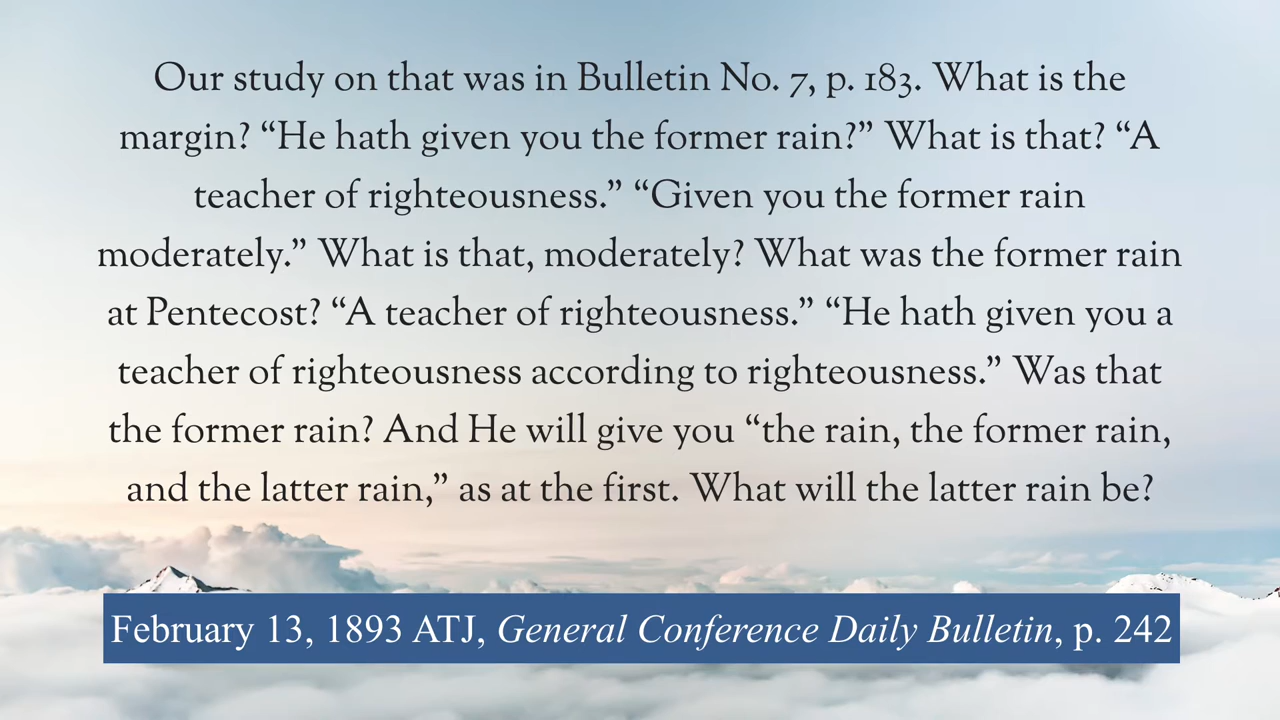 Our study on that was in Bulletin No. 7, p. 183. What is the
margin? “He hath given you the former rain?” What is that? “A
teacher of righteousness.” “Given you the former rain
moderately.” What is that, moderately? What was the former rain
at Pentecost? “A teacher of righteousness.” “He hath given you a
teacher of righteousness according to righteousness.” Was that
the former rain? And He will give you “the rain, the former rain,
and the latter rain,” as at the first. What will the latter rain be?
February 13, 1893 ATJ, General Conference Daily Bulletin, p. 242